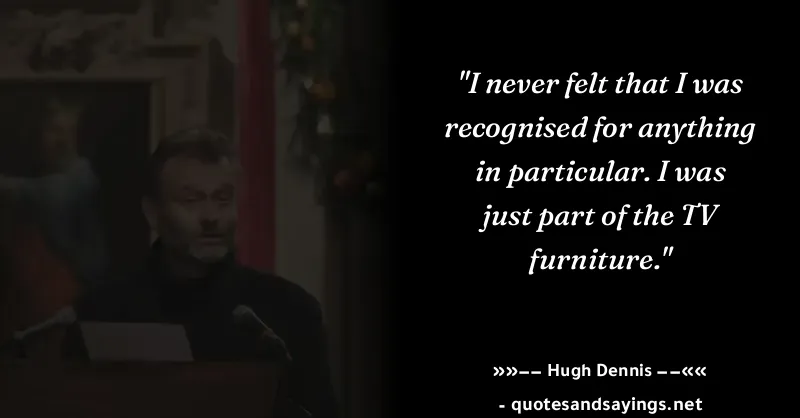 "I never felt that I was
recognised for anything
in particular. I was
just part of the TV
furniture."
»»–– Hugh Dennis ––««
- quotesandsayings.net